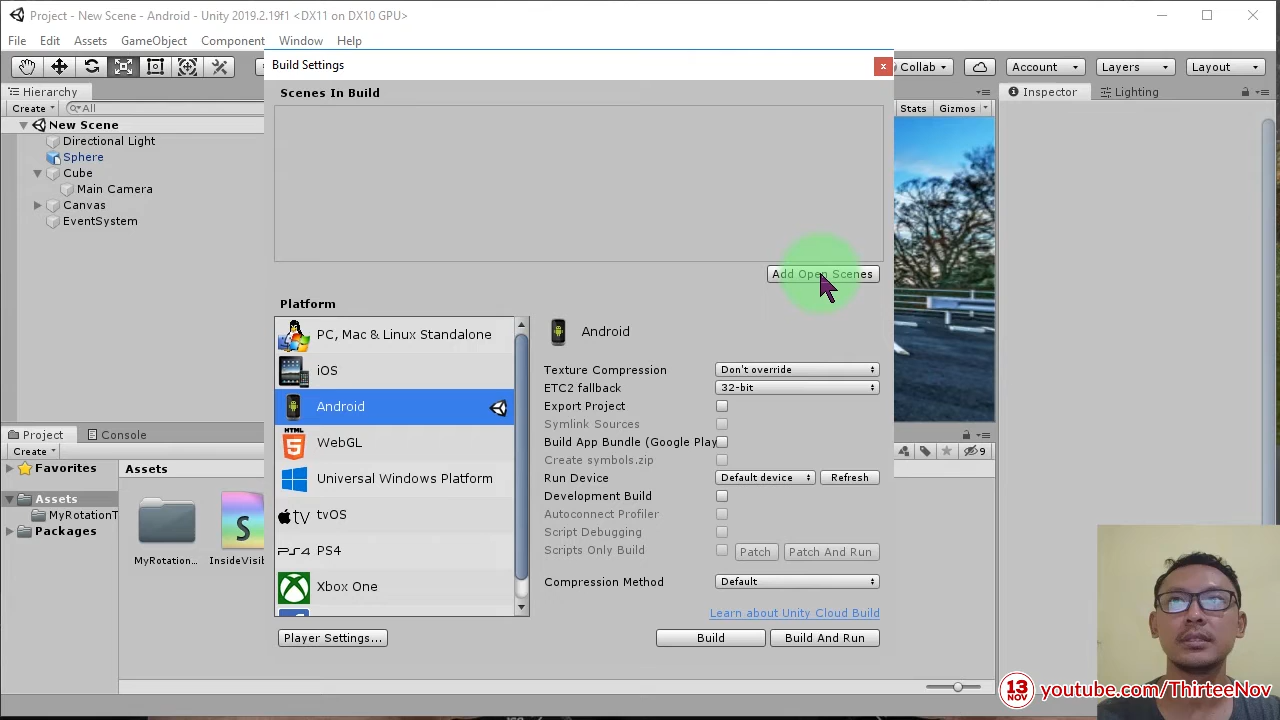 Project - New Scene - Android - Unity 2019.2.19f1 <DX11 on DX10 GPU>
File Edit Assets GameObject Component Window Help
Build Settings
Collab
Account
Layers
Layout
Hierarchy
Create
All
New Scene
Directional Light
Sphere
Cube
Main Camera
Canvas
EventSystem
Scenes In Build
Add Open Scenes
Platform
PC, Mac & Linux Standalone
iOS
Android
HTML
WebGL
Universal Windows Platform
tv
tvOS
PS4
Xbox One
Player Settings...
Android
Texture Compression Don't override
ETC2 fallback 32-bit
Export Project
Symlink Sources
Build App Bundle (Google Play
Create symbols.zip
Run Device Default device Refresh
Development Build
Autoconnect Profiler
Script Debugging
Scripts Only Build Patch Patch And Run
Compression Method Default
Learn about Unity Cloud Build
Build Build And Run
Stats Gizmos
Inspector Lighting
Project Console
Create
9
Favorites
Assets
MyRotationT
Packages
Assets
MyRotation...
InsideVisib
13
NOV
youtube.com/ThirteeNov